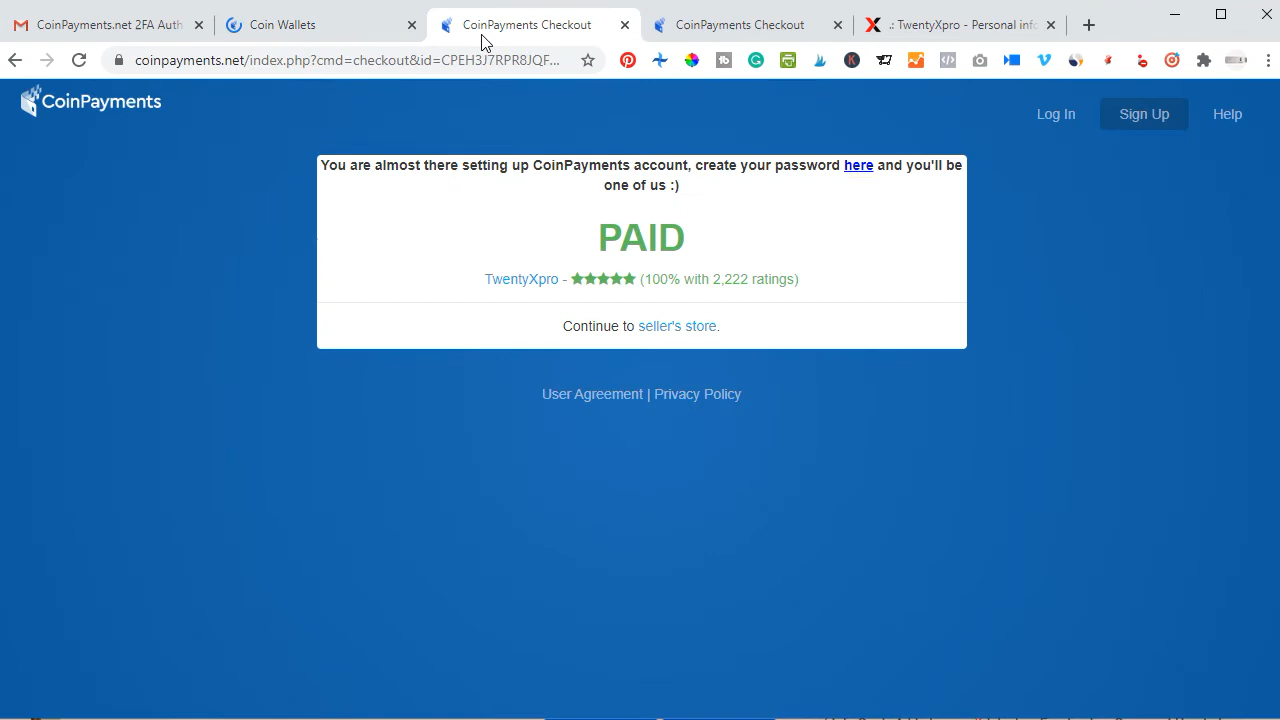 CoinPayments.net 2FA Auth
Coin Wallets
CoinPayments Checkout
CoinPayments Checkout
.: TwentyXpro - Personal info
coinpayments.net/index.php?cmd=checkout&id=CPEH3J7RPR8JQF...
CoinPayments
Log In
Sign Up
Help
You are almost there setting up CoinPayments account, create your password here and you'll be
one of us :)
PAID
TwentyXpro - ★★★★★ (100% with 2,222 ratings)
Continue to seller's store.
User Agreement | Privacy Policy